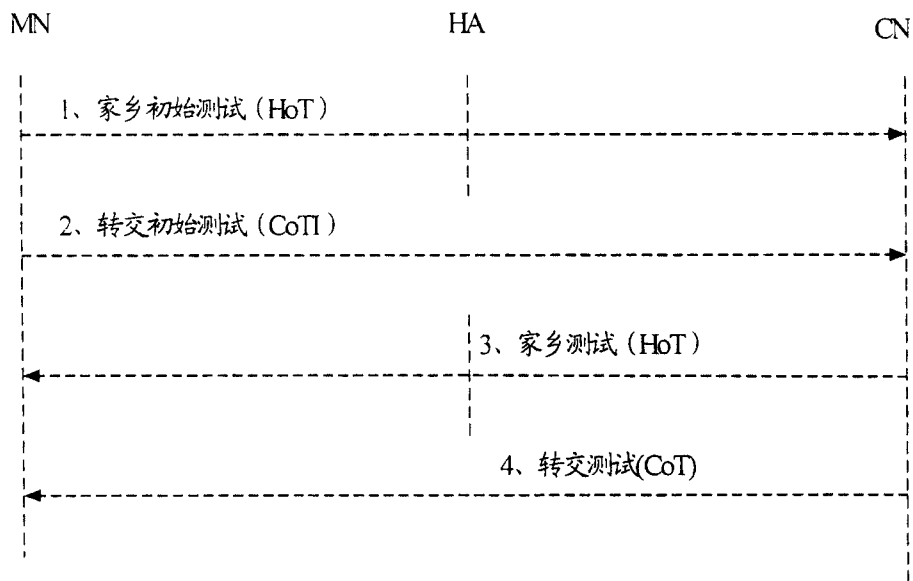 MN HA CN
1、家乡初始测试（HoT）
2、转交初始测试（CoTI）
3、家乡测试（HoT）
4、转交测试(CoT)